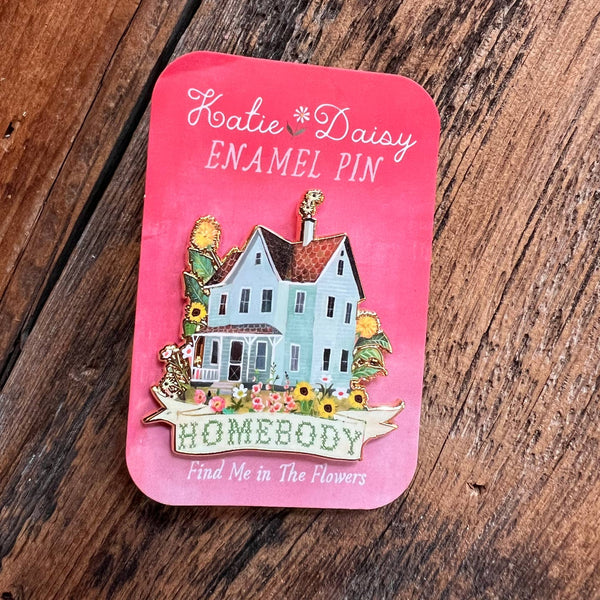 Katie Daisy
ENAMEL PIN
HOMEBODY
Find Me in The Flowers